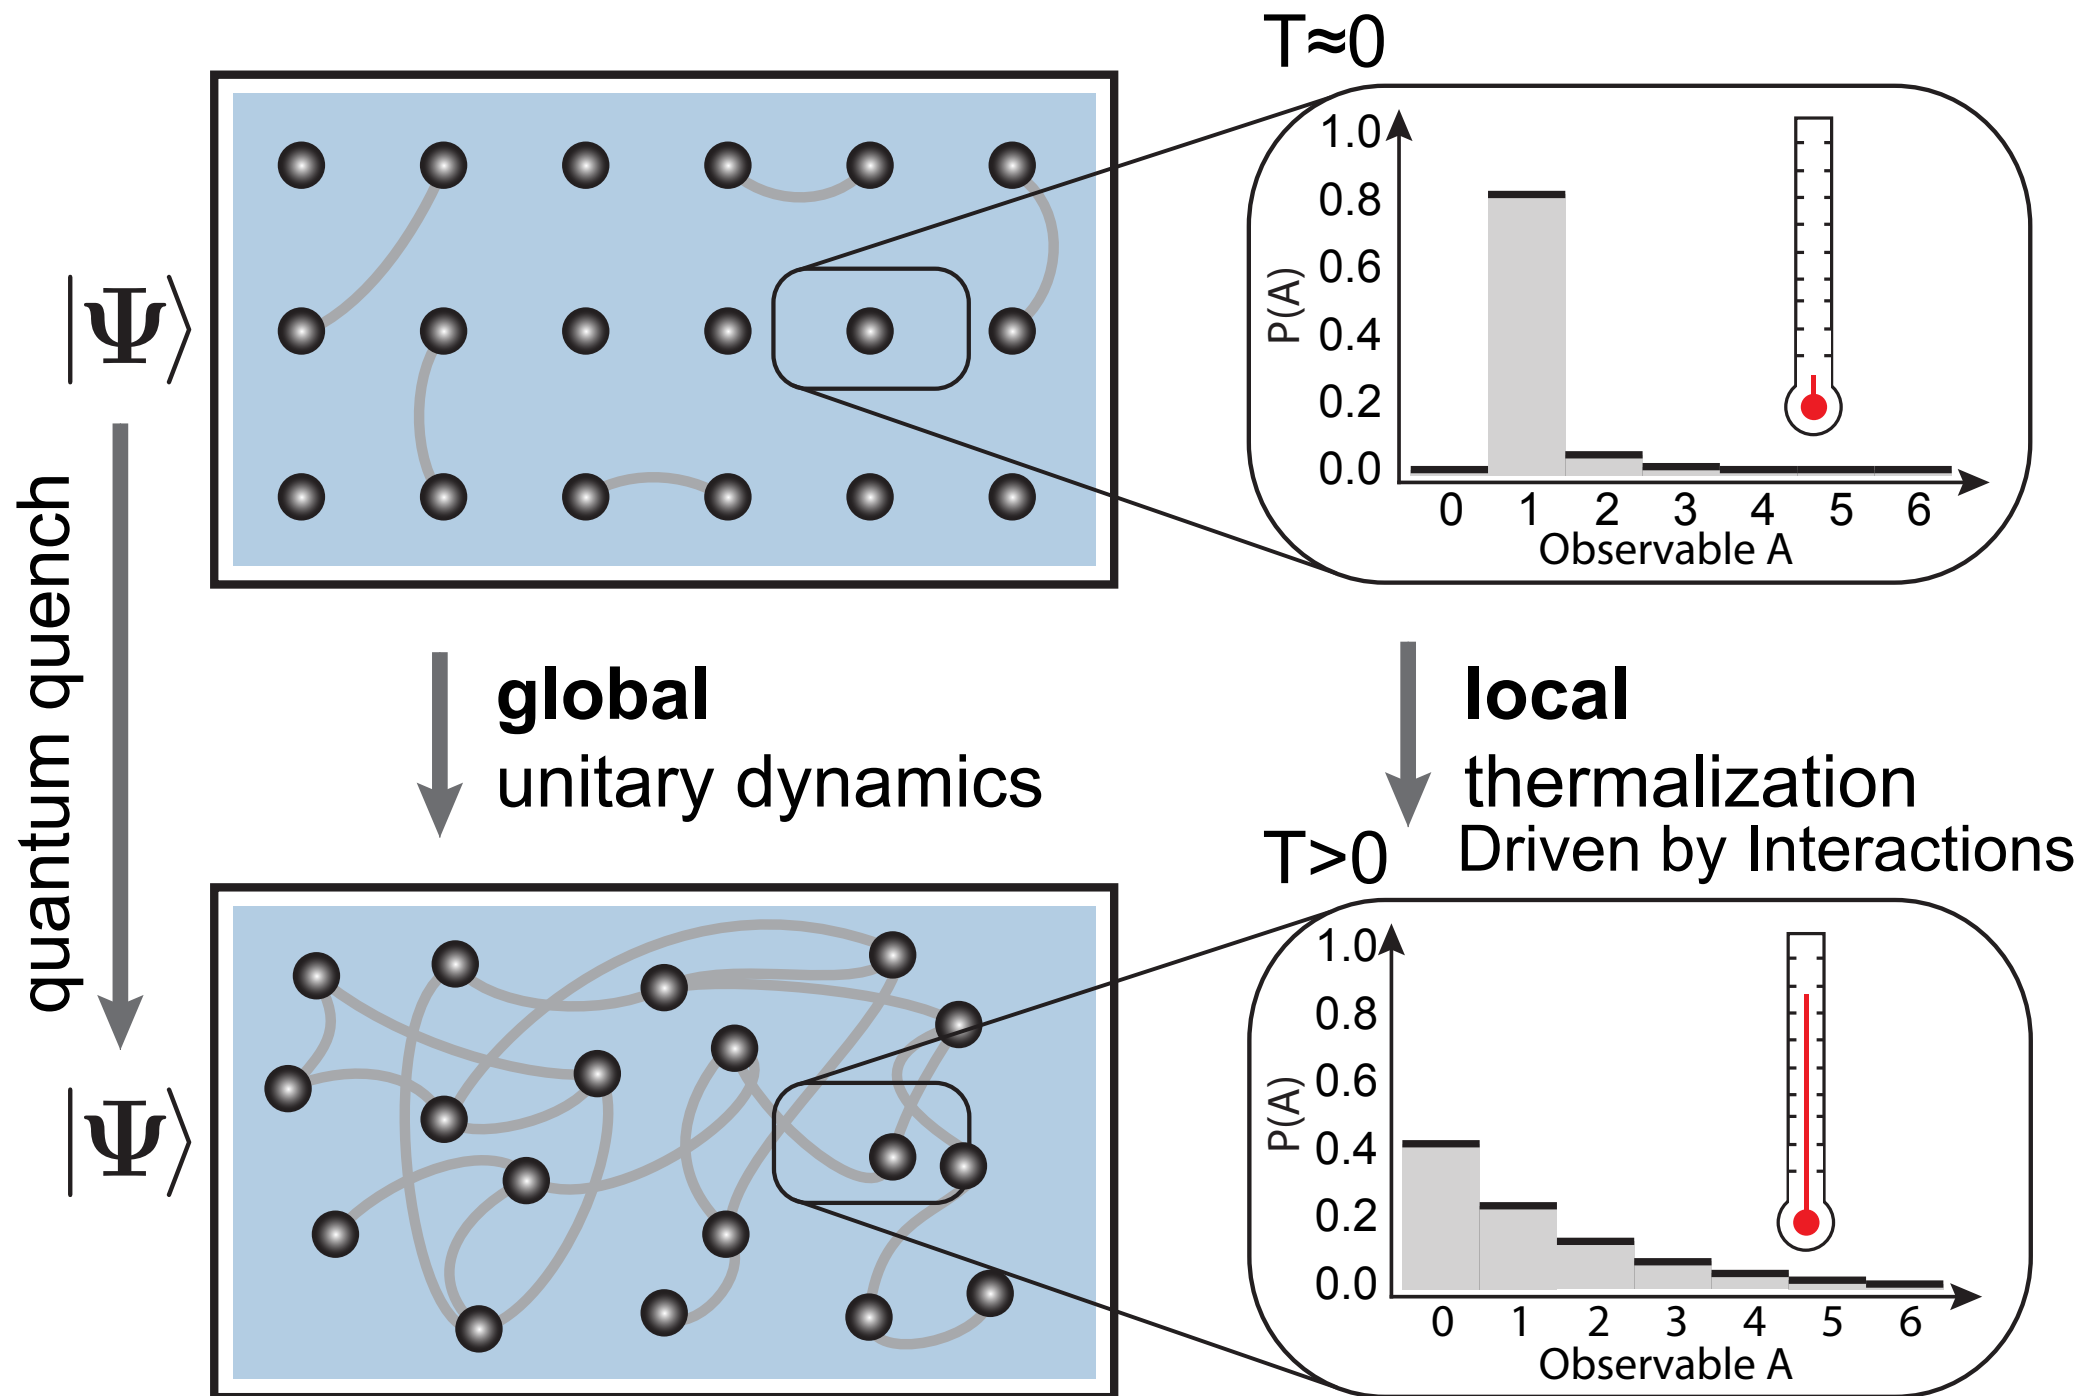 T≈0
|Ψ⟩
1.0
0.8
0.6
0.4
0.2
0.0
P(A)
0 1 2 3 4 5 6
Observable A
quantum quench
global
unitary dynamics
local
thermalization
Driven by Interactions
T>0
|Ψ⟩
1.0
0.8
0.6
0.4
0.2
0.0
P(A)
0 1 2 3 4 5 6
Observable A